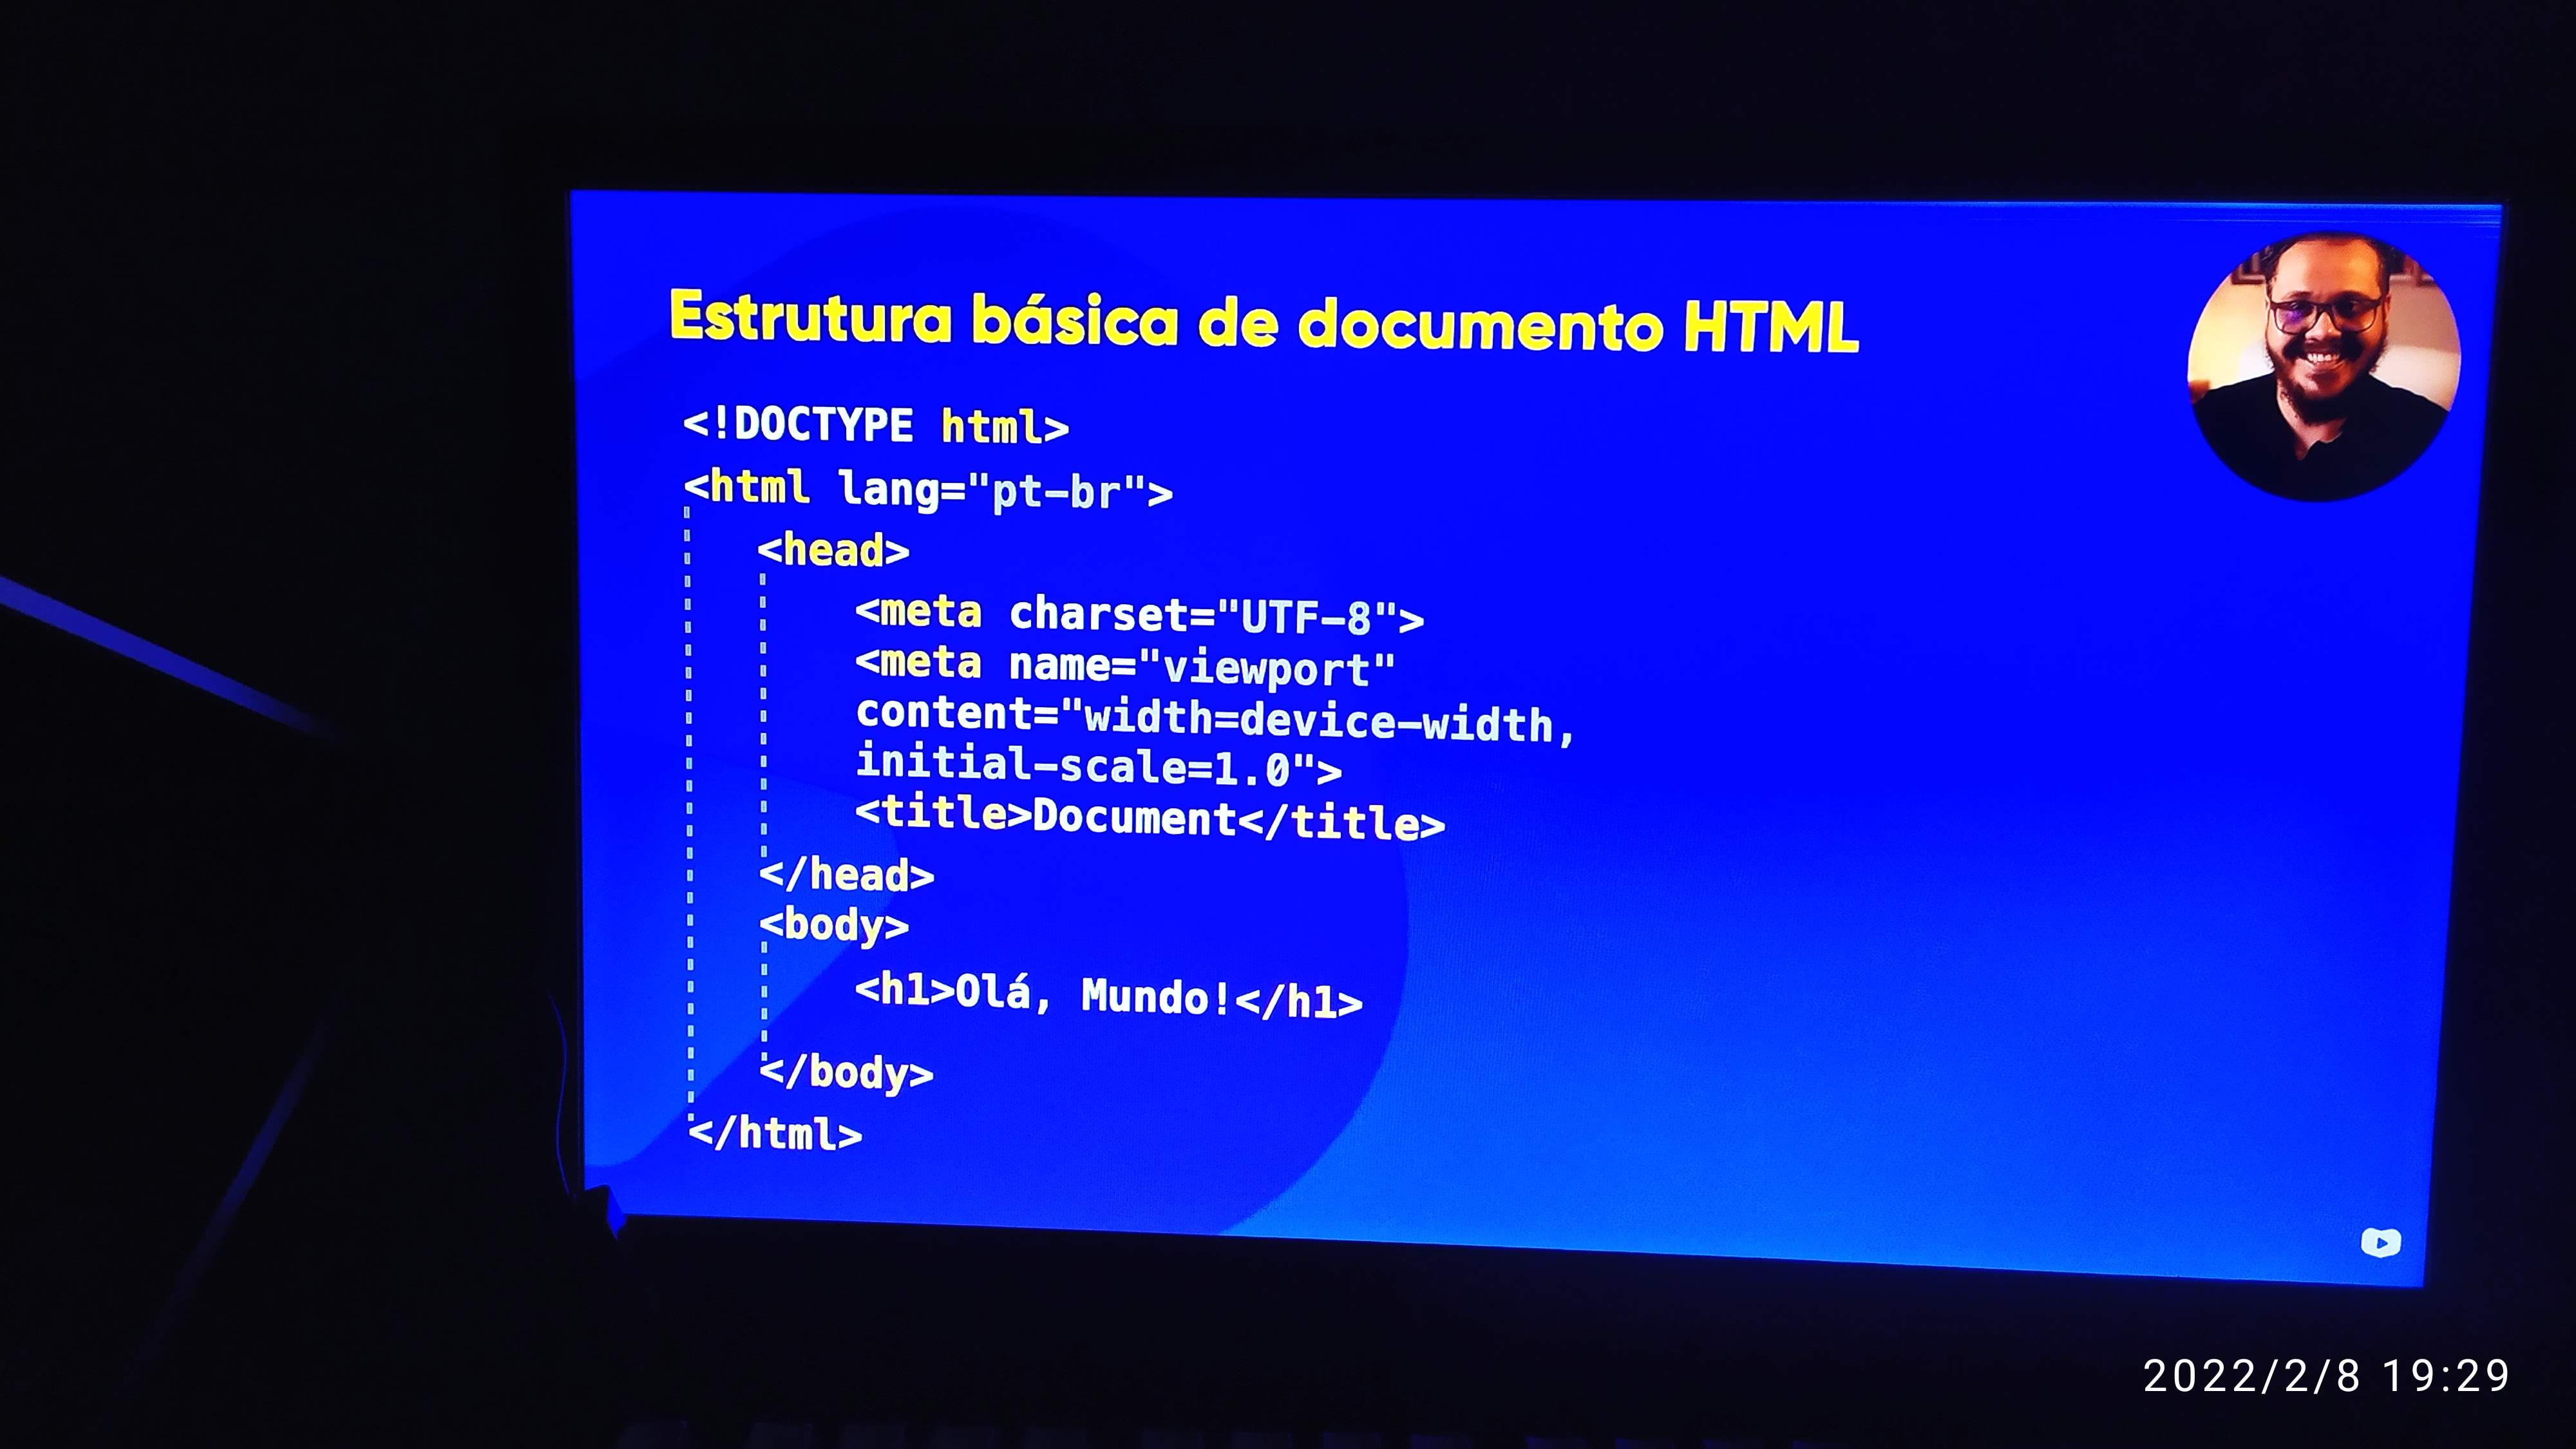 Estrutura básica de documento HTML
<!DOCTYPE html>
<html lang="pt-br">
<head>
<meta charset="UTF-8">
<meta name="viewport"
content="width=device-width,
initial-scale=1.0">
<title>Document</title>
</head>
<body>
<h1>Olá, Mundo!</h1>
</body>
</html>
2022/2/8 19:29